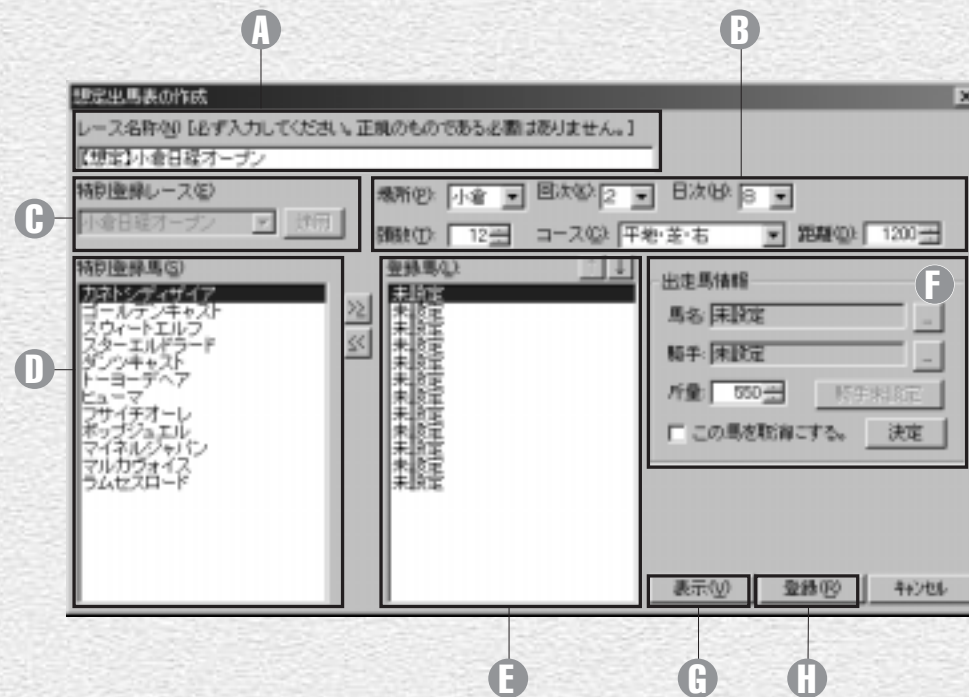 A
B
想定出馬表の作成
レース名称(N) [必ず入力してください。正規のものである必要はありません。]
【想定】小倉日経オープン
C
特別登録レース(E)
小倉日経オープン
場所(P): 小倉 回次(K): 2 日次(H): 8
頭数(T): 12 コース(C): 平地・芝・右 距離(D): 1200
D
特別登録馬(S)
カネトシディザイア
ゴールデンキャスト
スウィートエルフ
スターエルドラード
ダンツキャスト
トーヨーデヘア
ヒューマ
フサイチオーレ
ポップジュエル
マイネルジャパン
マルカヴォイス
ラムセスロード
>>
<<
登録馬(L):
↑ ↓
未設定
未設定
未設定
未設定
未設定
未設定
未設定
未設定
未設定
未設定
未設定
未設定
F
出走馬情報
馬名: 未設定 ...
騎手: 未設定 ...
斤量: 550 騎手未設定
この馬を取消にする。 決定
表示(V) 登録(R) キャンセル
E
G
H